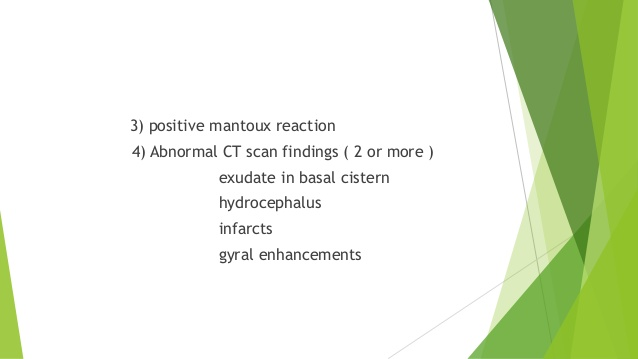 3) positive mantoux reaction
4) Abnormal CT scan findings ( 2 or more )
exudate in basal cistern
hydrocephalus
infarcts
gyral enhancements